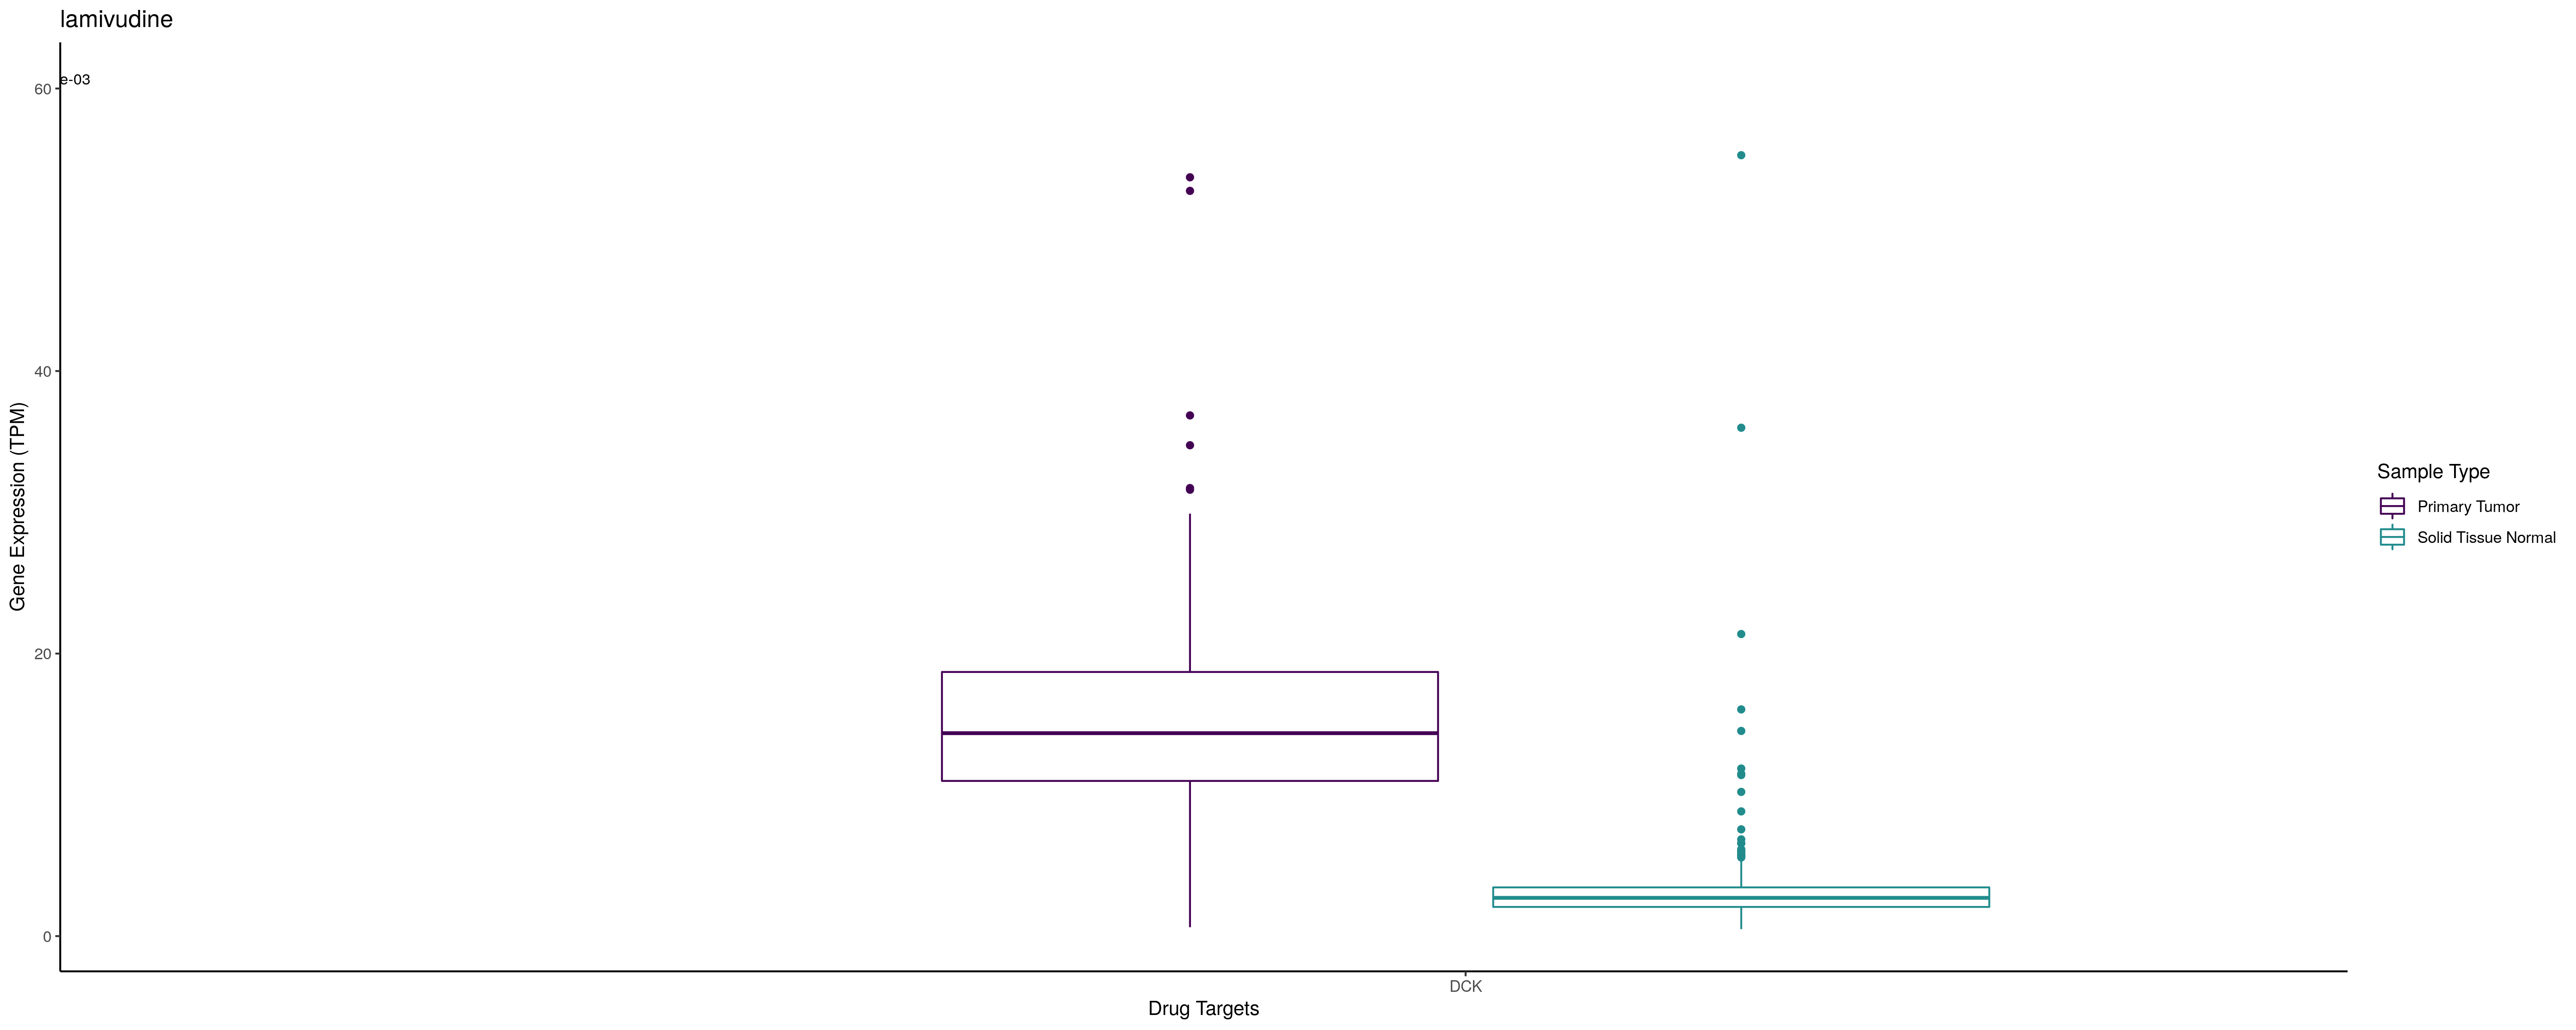 lamivudine
e-03
60
40
20
0
Gene Expression (TPM)
DCK
Drug Targets
Sample Type
Primary Tumor
Solid Tissue Normal